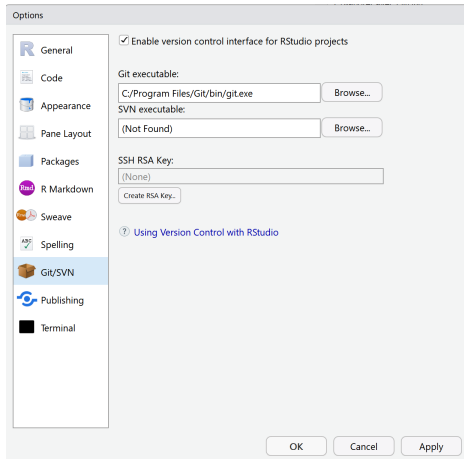 Options
General
Code
Appearance
Pane Layout
Packages
Rmd R Markdown
Sweave
ABC Spelling
Git/SVN
Publishing
Terminal
Enable version control interface for RStudio projects
Git executable:
C:/Program Files/Git/bin/git.exe Browse...
SVN executable:
(Not Found) Browse...
SSH RSA Key:
(None)
Create RSA Key..
? Using Version Control with RStudio
OK Cancel Apply